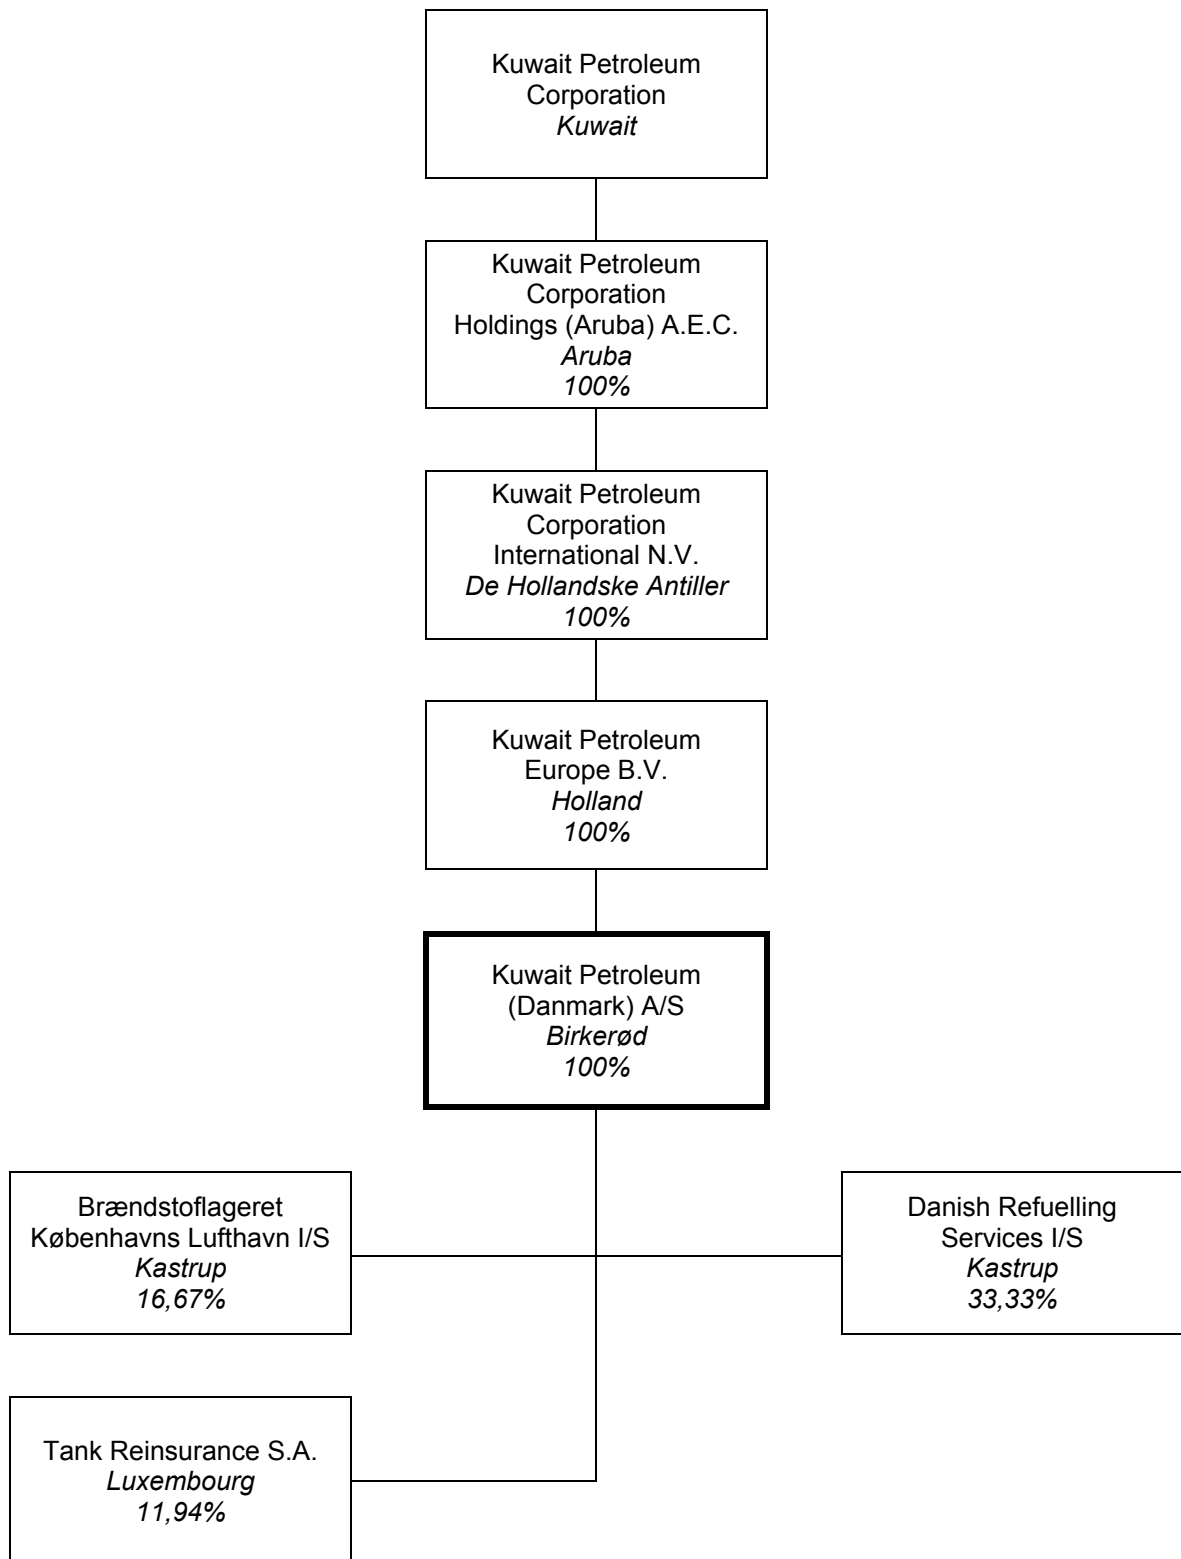 Kuwait Petroleum
Corporation
Kuwait
Kuwait Petroleum
Corporation
Holdings (Aruba) A.E.C.
Aruba
100%
Kuwait Petroleum
Corporation
International N.V.
De Hollandske Antiller
100%
Kuwait Petroleum
Europe B.V.
Holland
100%
Kuwait Petroleum
(Danmark) A/S
Birkerød
100%
Brændstoflageret
Københavns Lufthavn I/S
Kastrup
16,67%
Danish Refuelling
Services I/S
Kastrup
33,33%
Tank Reinsurance S.A.
Luxembourg
11,94%